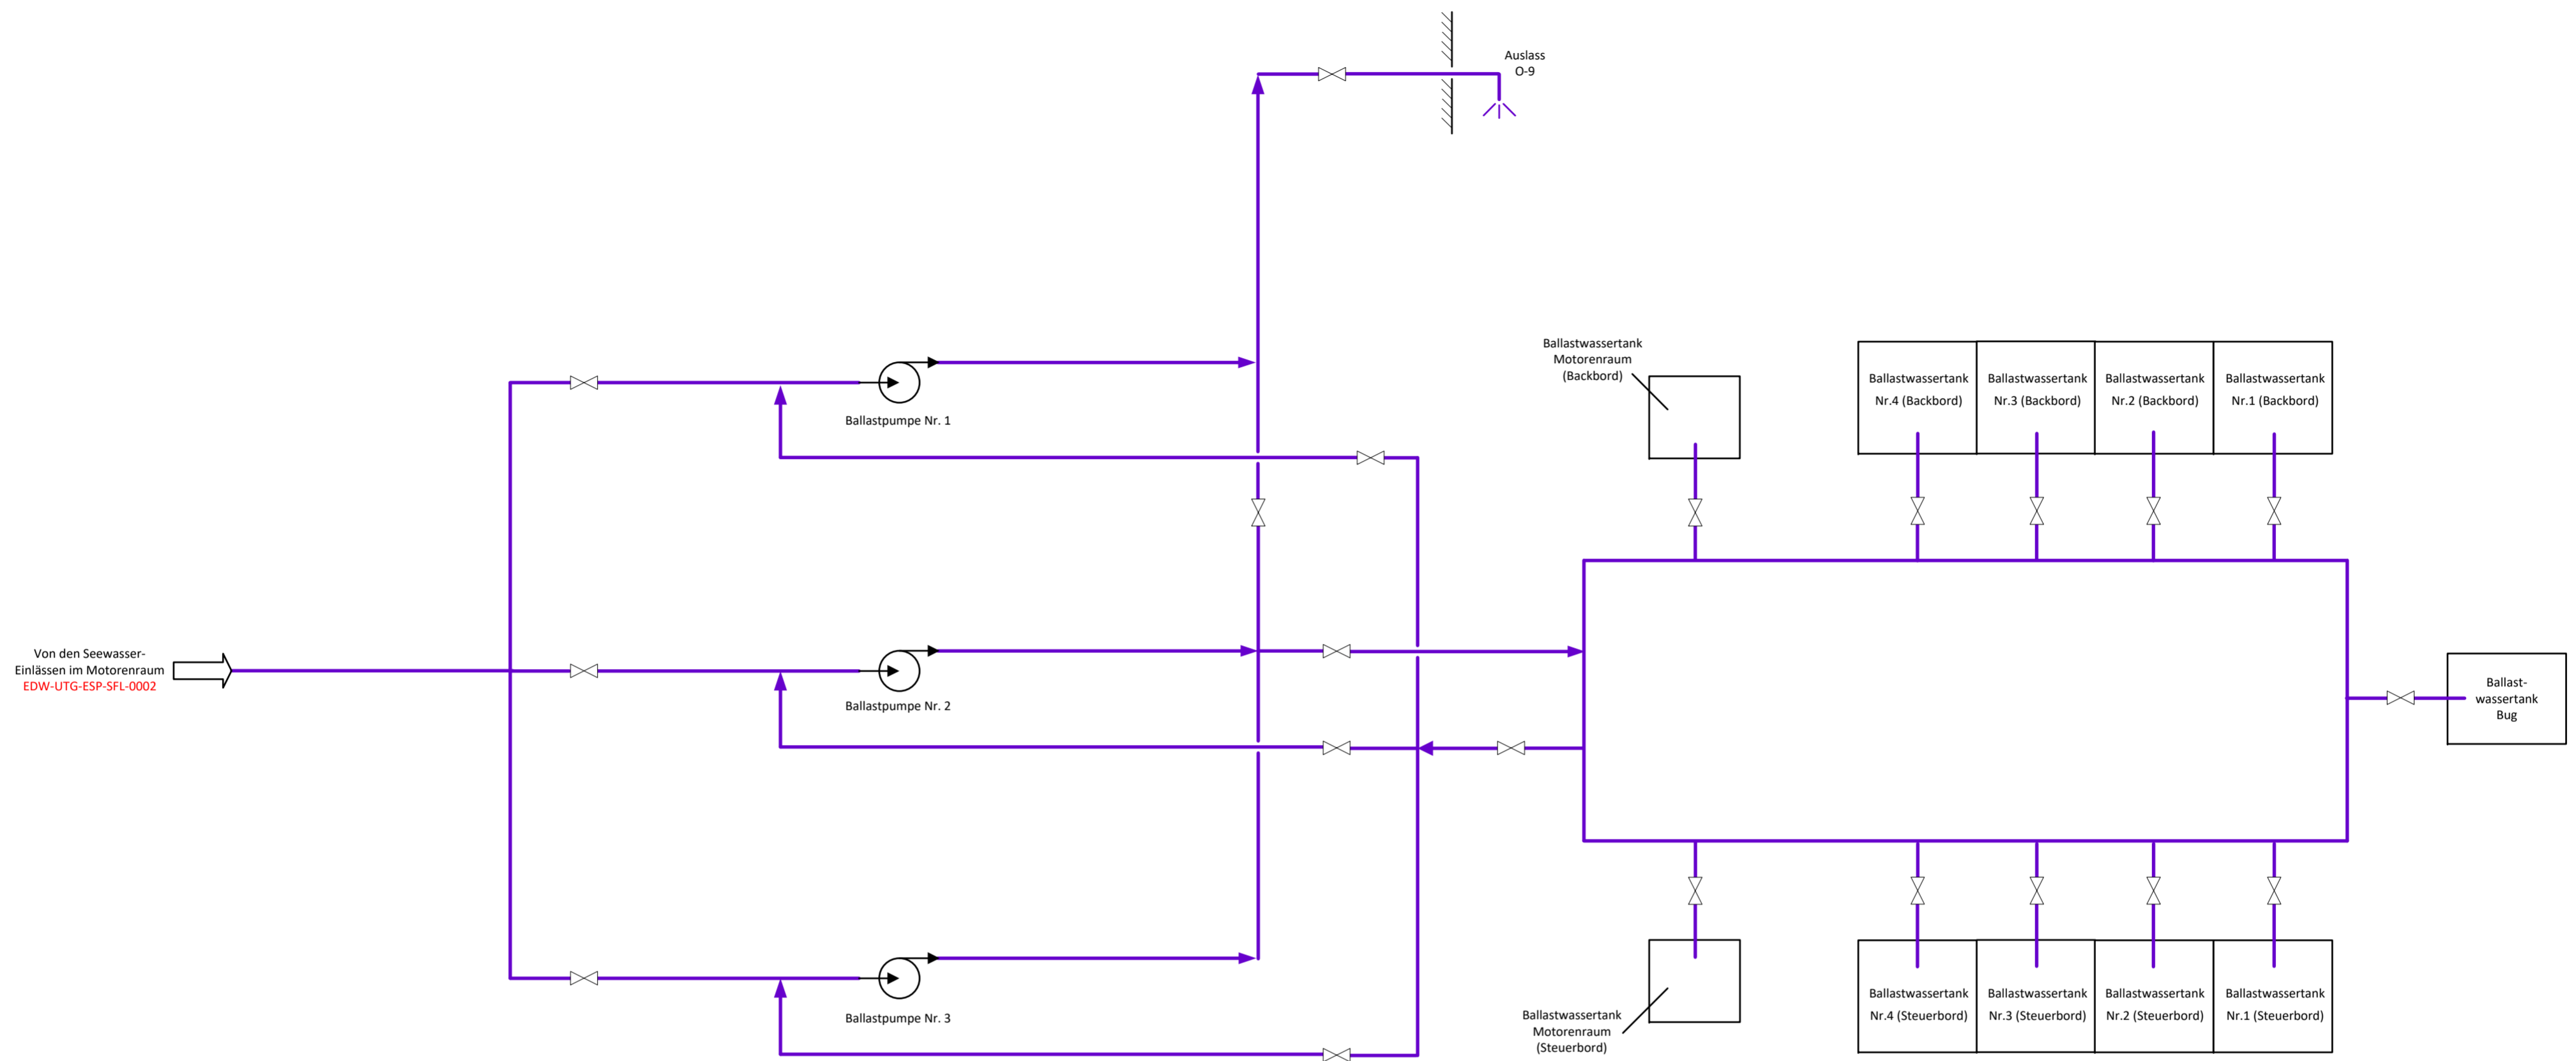 Auslass
O-9
Ballastwassertank
Motorenraum
(Backbord)
Ballastwassertank
Nr.4 (Backbord)
Ballastwassertank
Nr.3 (Backbord)
Ballastwassertank
Nr.2 (Backbord)
Ballastwassertank
Nr.1 (Backbord)
Ballastpumpe Nr. 1
Von den Seewasser-
Einlässen im Motorenraum
EDW-UTG-ESP-SFL-0002
Ballastpumpe Nr. 2
Ballast-
wassertank
Bug
Ballastpumpe Nr. 3
Ballastwassertank
Motorenraum
(Steuerbord)
Ballastwassertank
Nr.4 (Steuerbord)
Ballastwassertank
Nr.3 (Steuerbord)
Ballastwassertank
Nr.2 (Steuerbord)
Ballastwassertank
Nr.1 (Steuerbord)